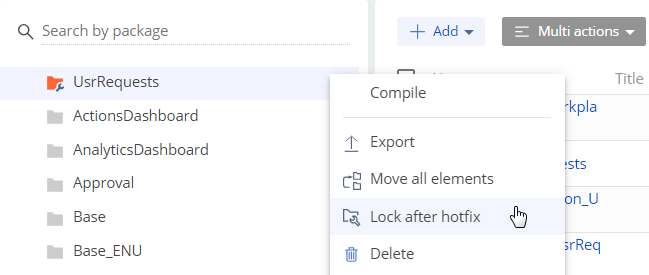 Search by package
Add
Multi actions
UsrRequests
Title
ActionsDashboard
AnalyticsDashboard
Approval
Base
Base_ENU
Compile
Export
Move all elements
Lock after hotfix
Delete